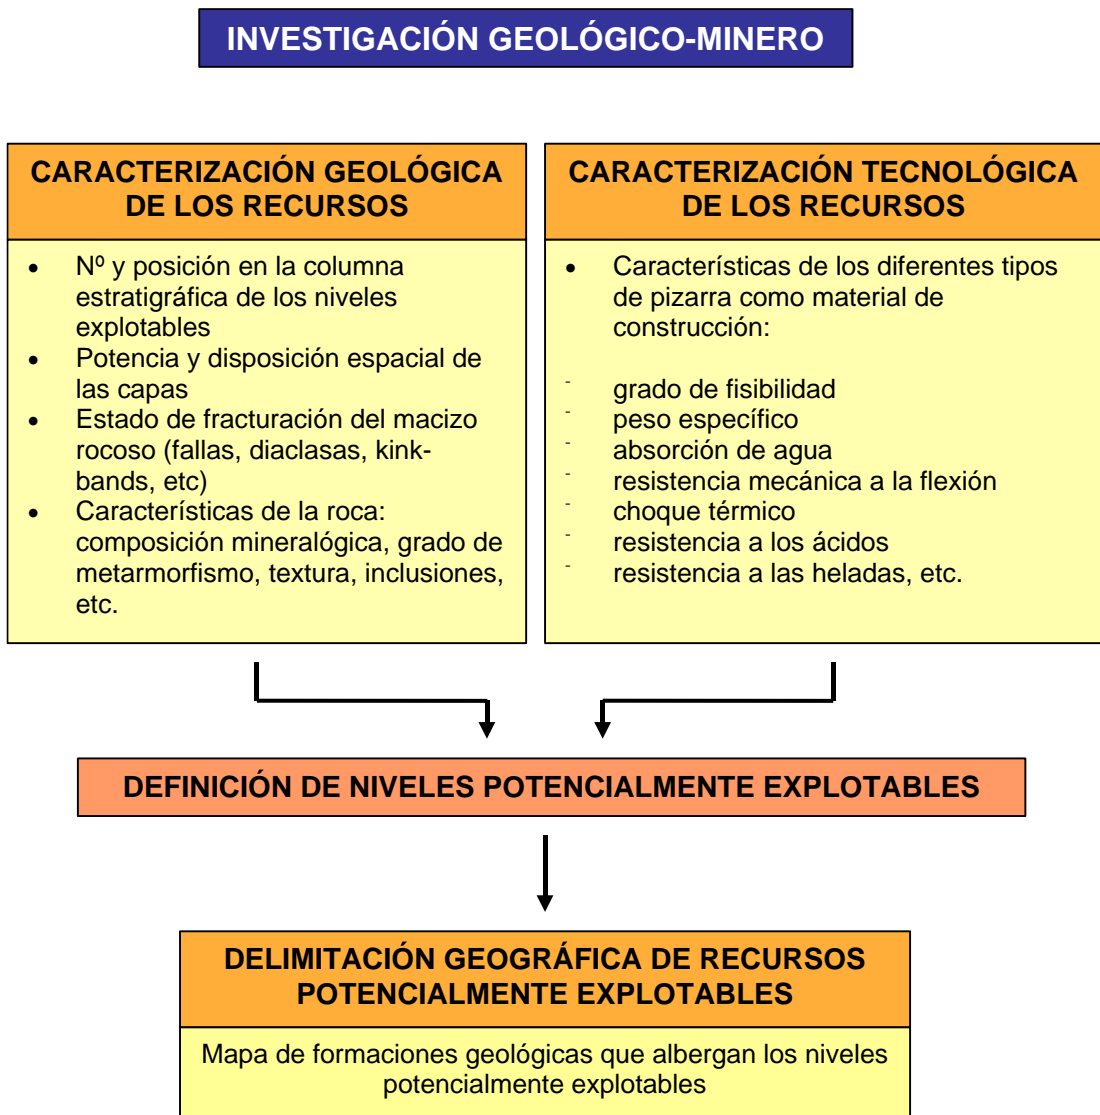 INVESTIGACIÓN GEOLÓGICO-MINERO
CARACTERIZACIÓN GEOLÓGICA
DE LOS RECURSOS
• Nº y posición en la columna
estratigráfica de los niveles
explotables
• Potencia y disposición espacial de
las capas
• Estado de fracturación del macizo
rocoso (fallas, diaclasas, kink-
bands, etc)
• Características de la roca:
composición mineralógica, grado de
metarmorfismo, textura, inclusiones,
etc.
CARACTERIZACIÓN TECNOLÓGICA
DE LOS RECURSOS
• Características de los diferentes tipos
de pizarra como material de
construcción:
- grado de fisibilidad
- peso específico
- absorción de agua
- resistencia mecánica a la flexión
- choque térmico
- resistencia a los ácidos
- resistencia a las heladas, etc.
DEFINICIÓN DE NIVELES POTENCIALMENTE EXPLOTABLES
DELIMITACIÓN GEOGRÁFICA DE RECURSOS
POTENCIALMENTE EXPLOTABLES
Mapa de formaciones geológicas que albergan los niveles
potencialmente explotables